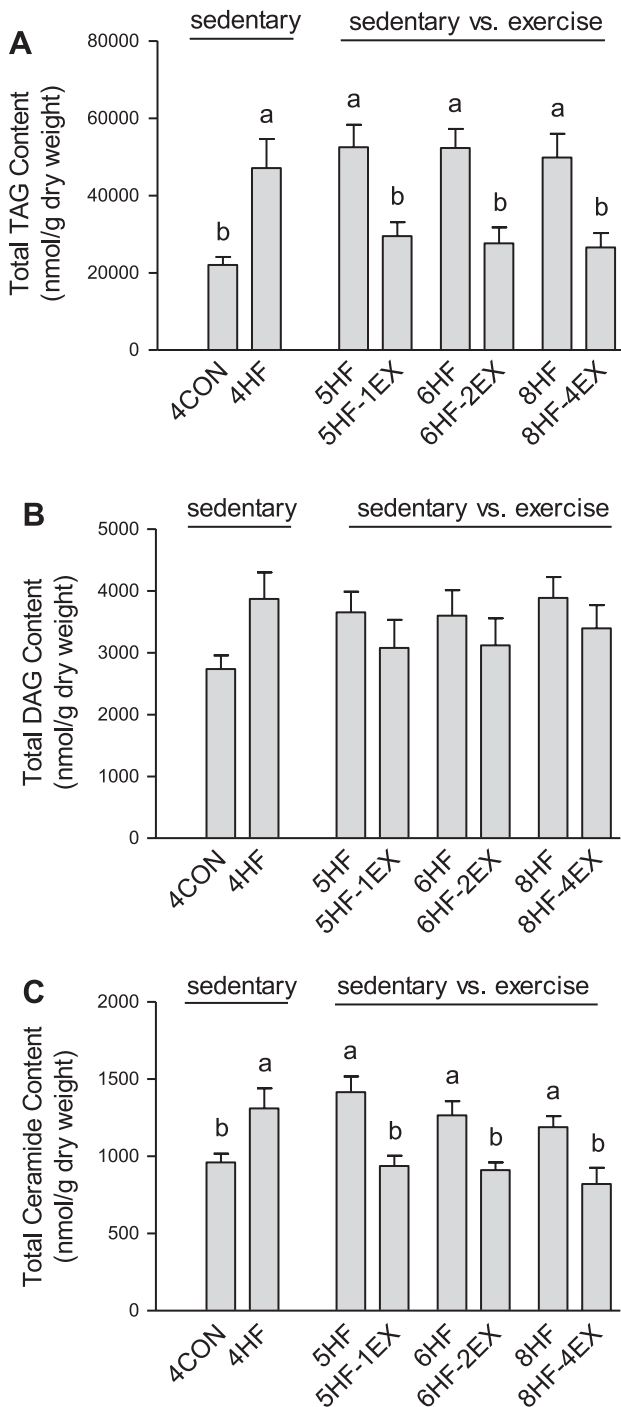 A
sedentary
sedentary vs. exercise
Total TAG Content
(nmol/g dry weight)
80000
60000
40000
20000
0
b
a
a
b
a
b
a
b
4CON
4HF
5HF
5HF-1EX
6HF
6HF-2EX
8HF
8HF-4EX
B
sedentary
sedentary vs. exercise
Total DAG Content
(nmol/g dry weight)
5000
4000
3000
2000
1000
0
4CON
4HF
5HF
5HF-1EX
6HF
6HF-2EX
8HF
8HF-4EX
C
sedentary
sedentary vs. exercise
Total Ceramide Content
(nmol/g dry weight)
2000
1500
1000
500
0
b
a
a
b
a
b
a
b
4CON
4HF
5HF
5HF-1EX
6HF
6HF-2EX
8HF
8HF-4EX